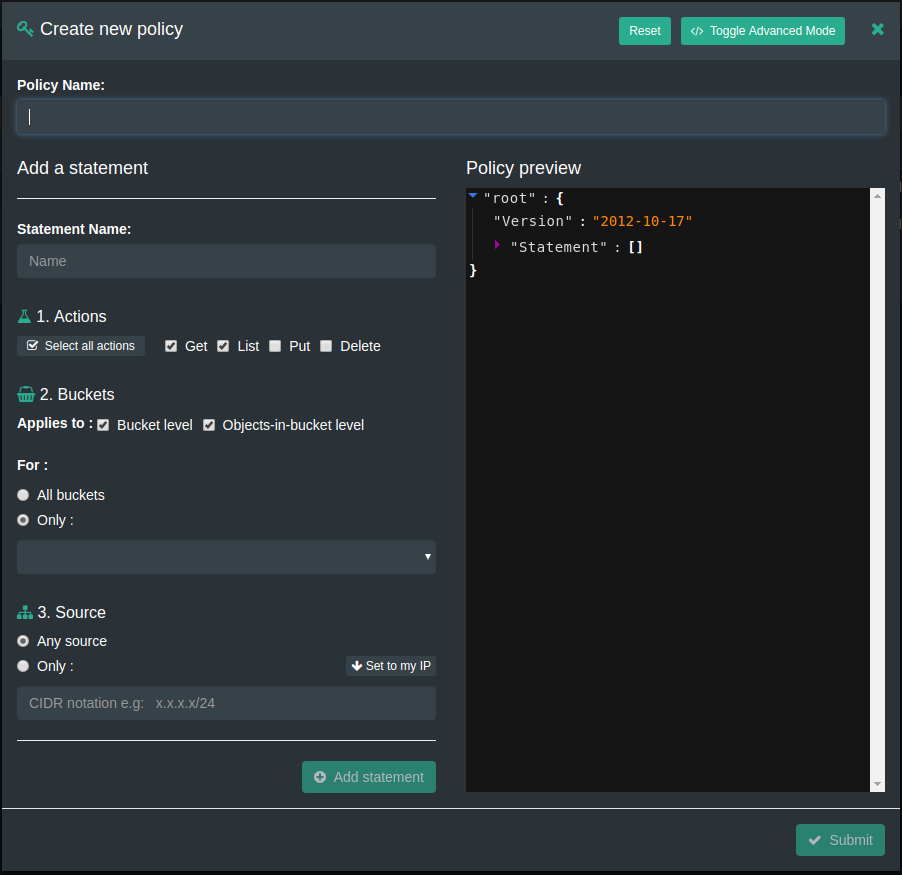 Create new policy
Reset
</> Toggle Advanced Mode
Policy Name:
Add a statement
Statement Name:
Name
1. Actions
Select all actions Get List Put Delete
2. Buckets
Applies to : Bucket level Objects-in-bucket level
For :
All buckets
Only :
3. Source
Any source
Only : Set to my IP
CIDR notation e.g: x.x.x.x/24
Add statement
Policy preview
"root" : {
"Version" : "2012-10-17"
"Statement" : []
}
Submit